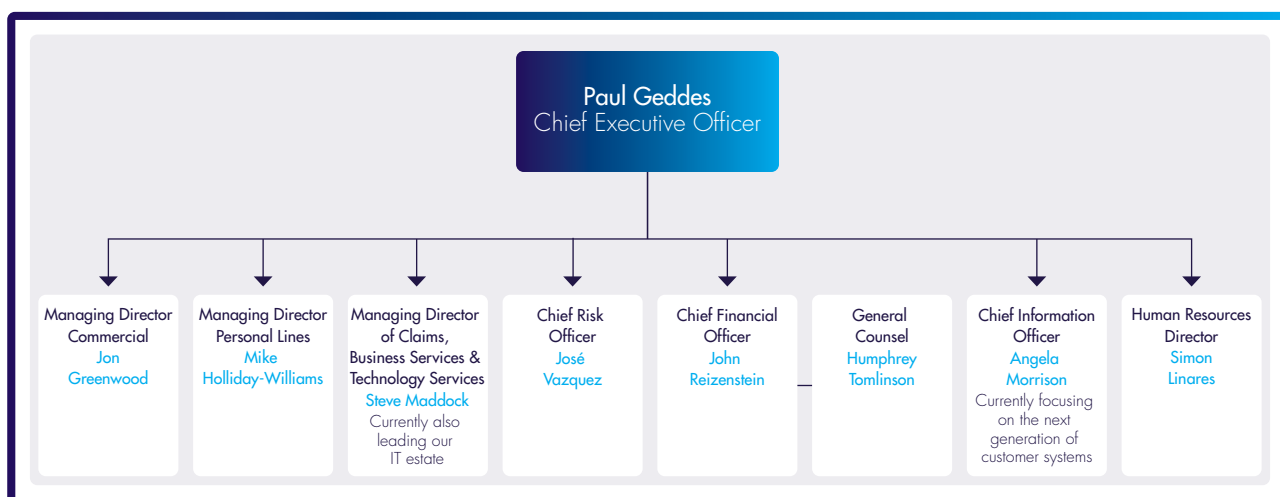 Paul Geddes
Chief Executive Officer
Managing Director
Commercial
Jon
Greenwood
Managing Director
Personal Lines
Mike
Holliday-Williams
Managing Director
of Claims,
Business Services &
Technology Services
Steve Maddock
Currently also
leading our
IT estate
Chief Risk
Officer
José
Vazquez
Chief Financial
Officer
John
Reizenstein
General
Counsel
Humphrey
Tomlinson
Chief Information
Officer
Angela
Morrison
Currently focusing
on the next
generation of
customer systems
Human Resources
Director
Simon
Linares